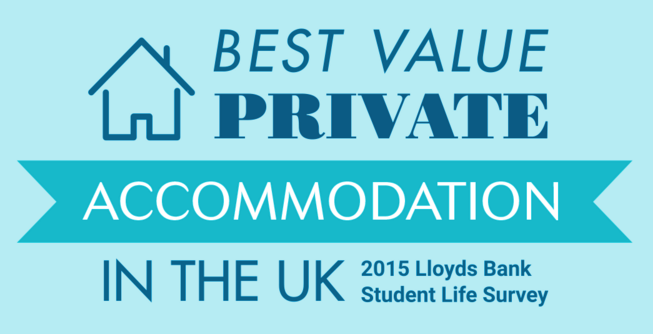 BEST VALUE
PRIVATE
ACCOMMODATION
IN THE UK
2015 Lloyds Bank
Student Life Survey